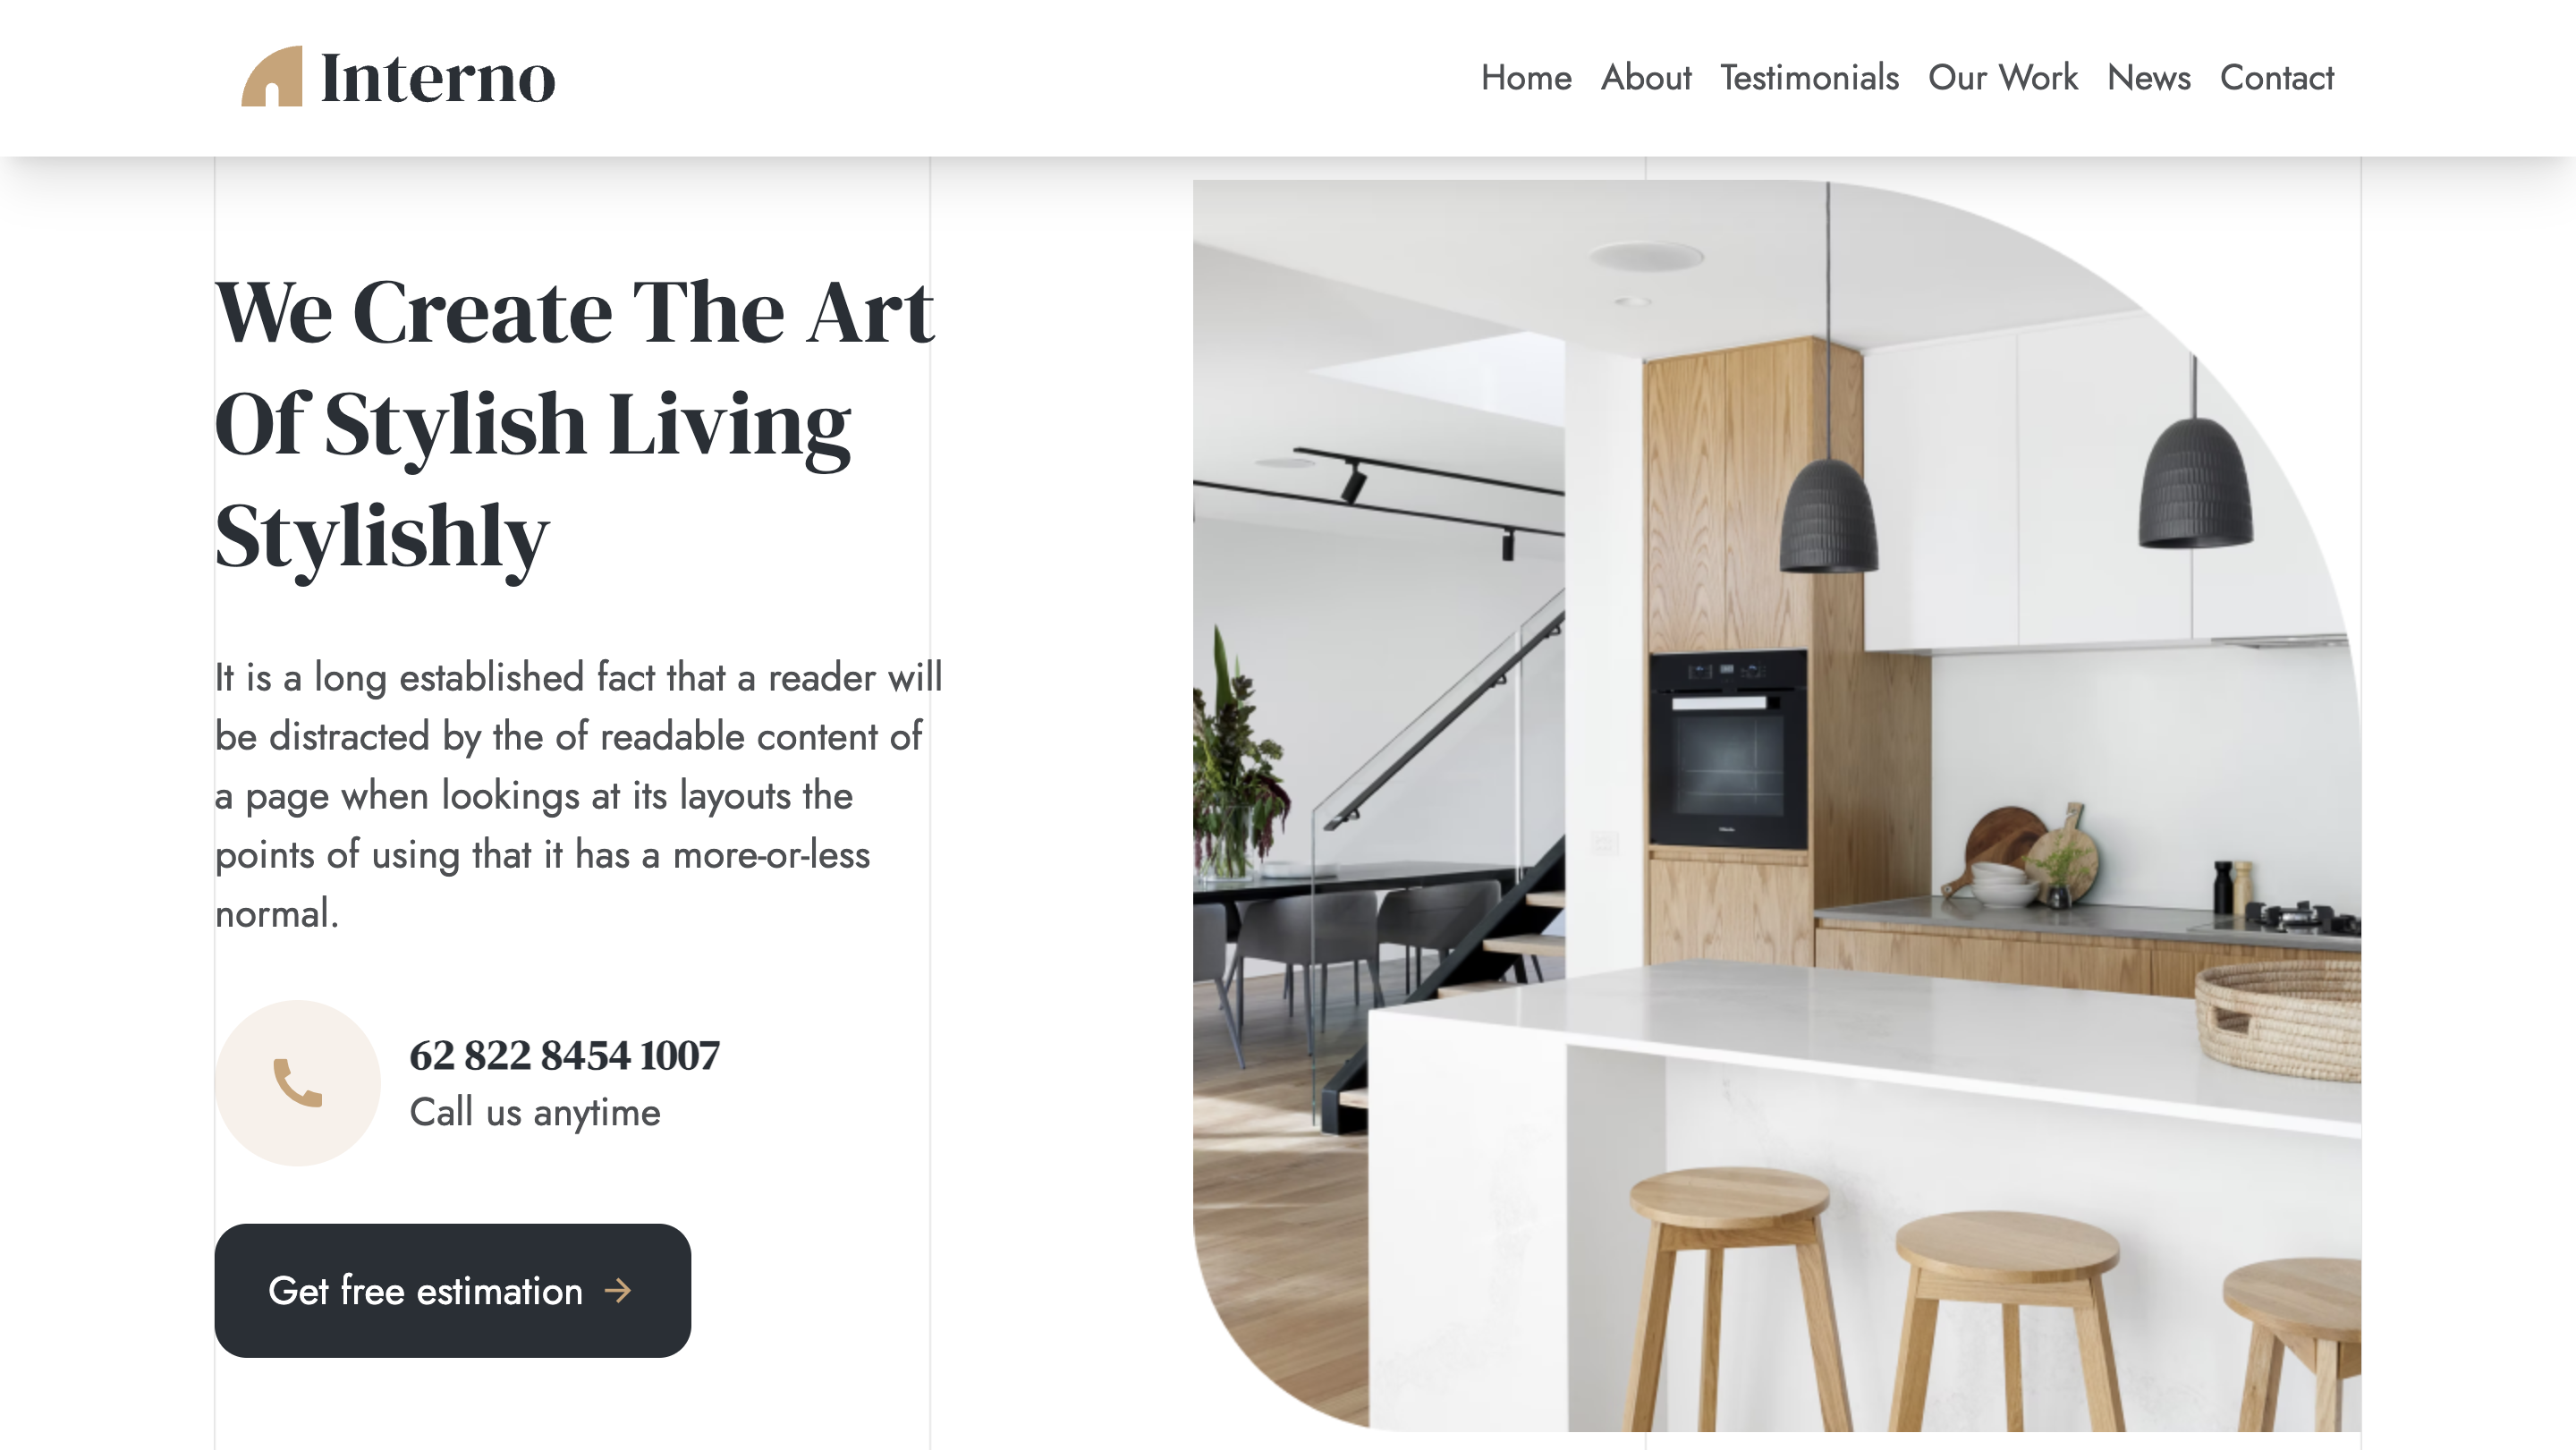 Interno
Home About Testimonials Our Work News Contact
We Create The Art
Of Stylish Living
Stylishly
It is a long established fact that a reader will
be distracted by the of readable content of
a page when lookings at its layouts the
points of using that it has a more-or-less
normal.
62 822 8454 1007
Call us anytime
Get free estimation